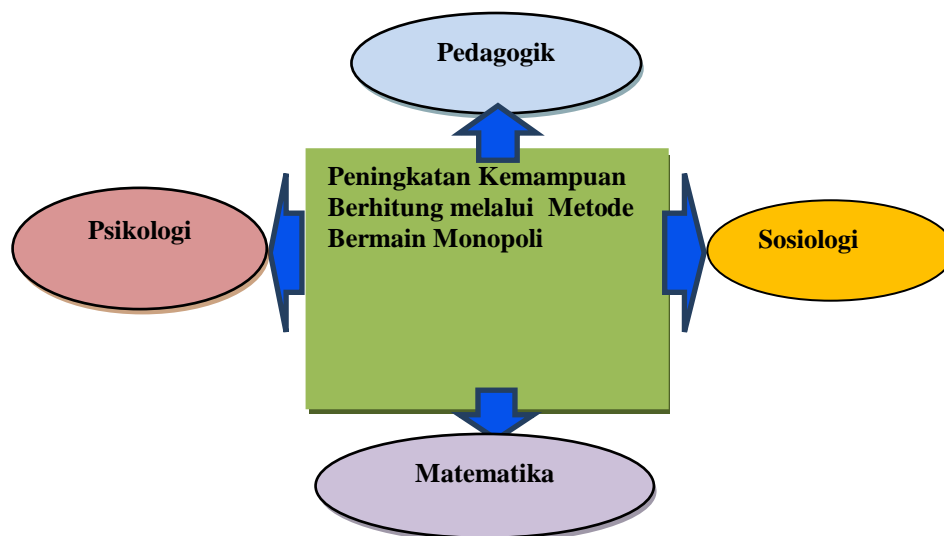 Pedagogik
Peningkatan Kemampuan
Berhitung melalui Metode
Bermain Monopoli
Psikologi
Sosiologi
Matematika